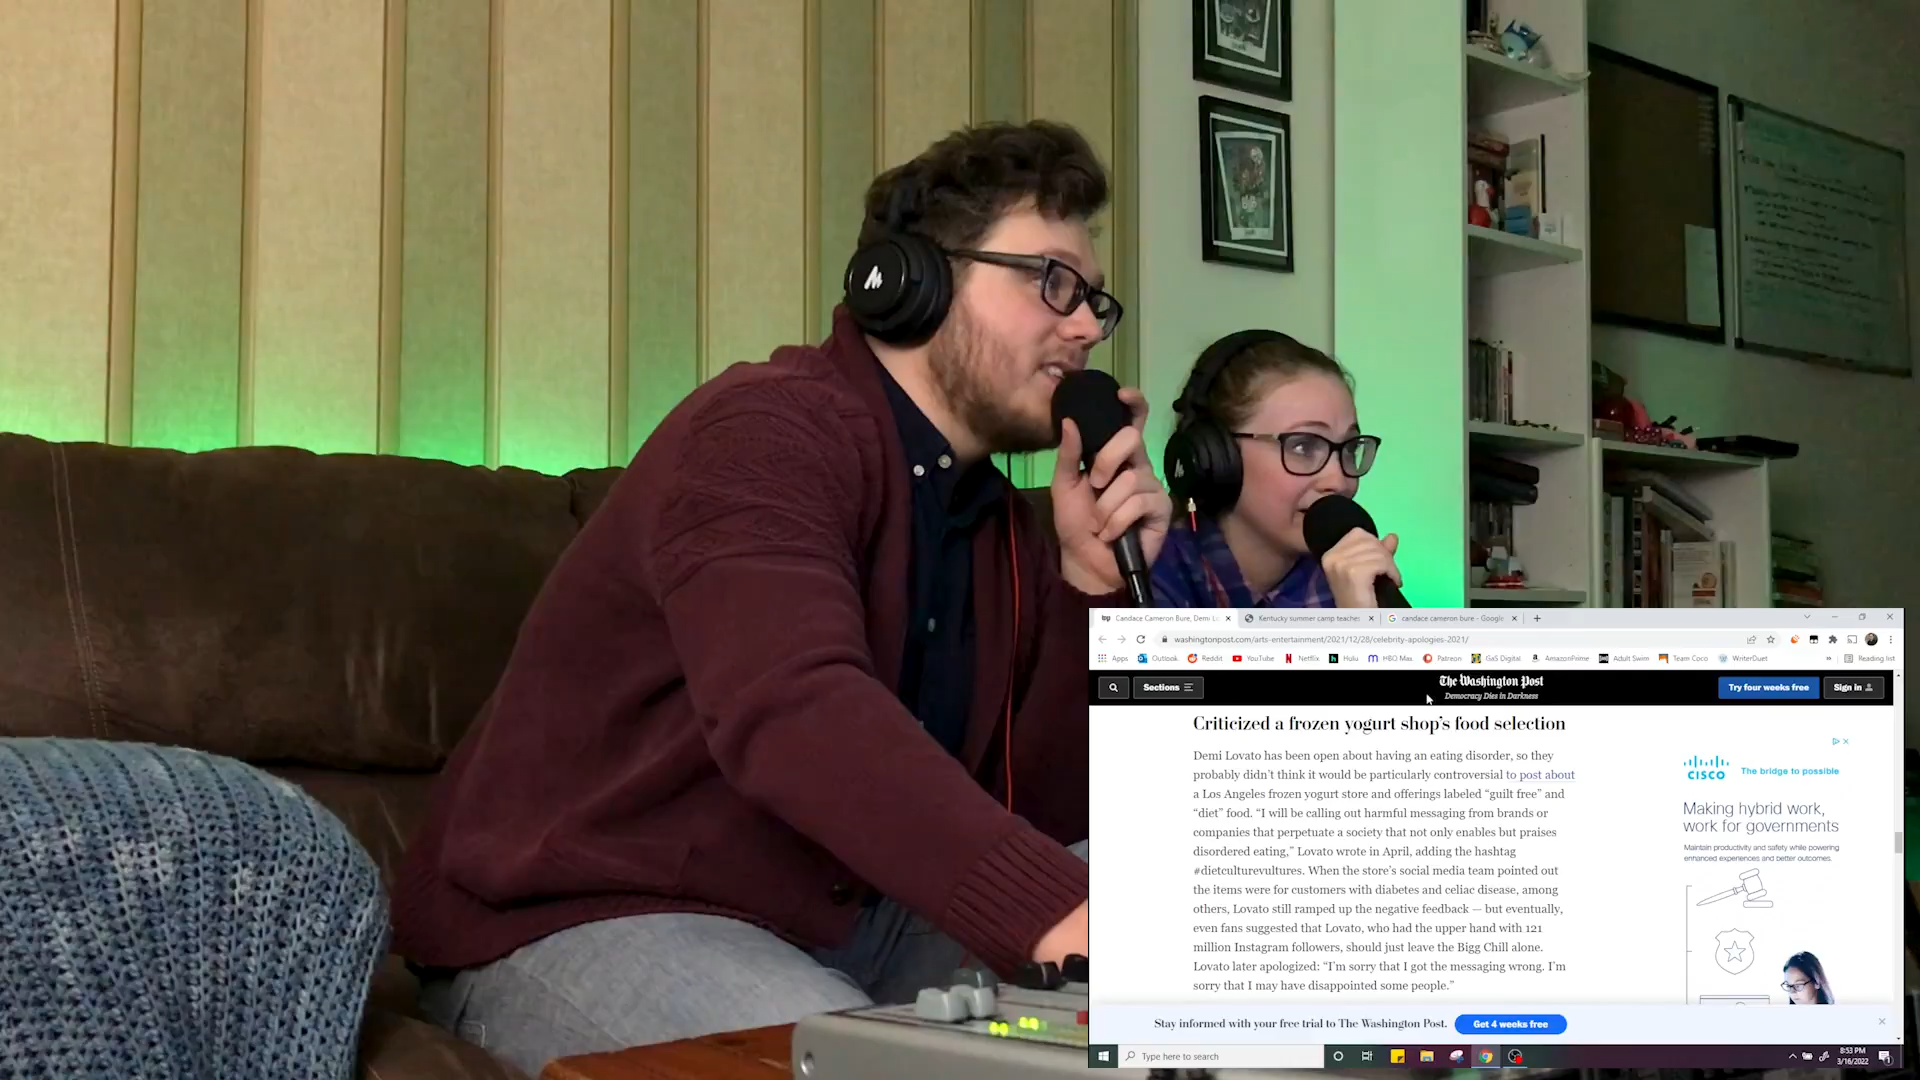 Candace Cameron Bure, Demi L
Kentucky summer camp teaches
candace cameron bure - Google
washingtonpost.com/arts-entertainment/2021/12/28/celebrity-apologies-2021/
Apps Outlook Reddit YouTube Netflix Hulu HBO Max Patreon GaS Digital AmazonPrime Adult Swim Team Coco WriterDuet » Reading list
Sections
The Washington Post
Democracy Dies in Darkness
Try four weeks free
Sign in
Criticized a frozen yogurt shop's food selection
Demi Lovato has been open about having an eating disorder, so they
probably didn't think it would be particularly controversial to post about
a Los Angeles frozen yogurt store and offerings labeled "guilt free" and
"diet" food. "I will be calling out harmful messaging from brands or
companies that perpetuate a society that not only enables but praises
disordered eating," Lovato wrote in April, adding the hashtag
#dietculturevultures. When the store's social media team pointed out
the items were for customers with diabetes and celiac disease, among
others, Lovato still ramped up the negative feedback — but eventually,
even fans suggested that Lovato, who had the upper hand with 121
million Instagram followers, should just leave the Bigg Chill alone.
Lovato later apologized: "I'm sorry that I got the messaging wrong. I'm
sorry that I may have disappointed some people."
CISCO
The bridge to possible
Making hybrid work,
work for governments
Maintain productivity and safety while powering
enhanced experiences and better outcomes.
Stay informed with your free trial to The Washington Post.
Get 4 weeks free
Type here to search
8:53 PM
3/16/2022